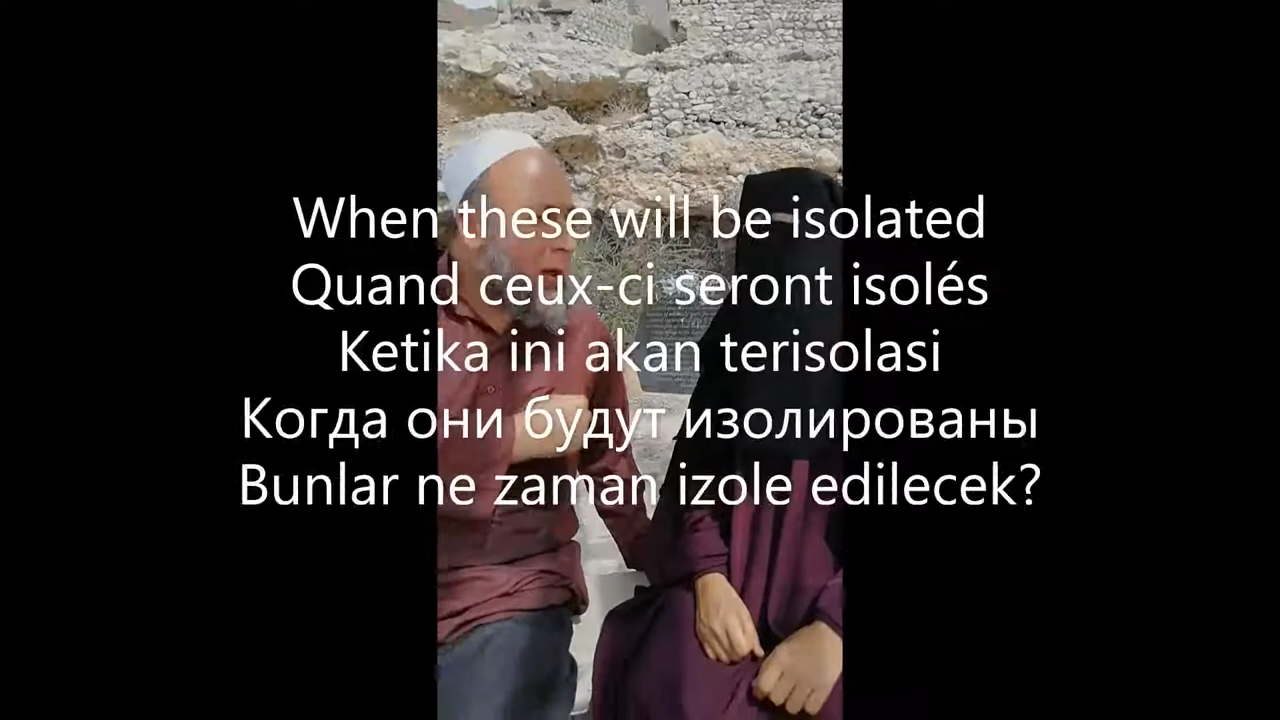 When these will be isolated
Quand ceux-ci seront isolés
Ketika ini akan terisolasi
Когда они будут изолированы
Bunlar ne zaman izole edilecek?